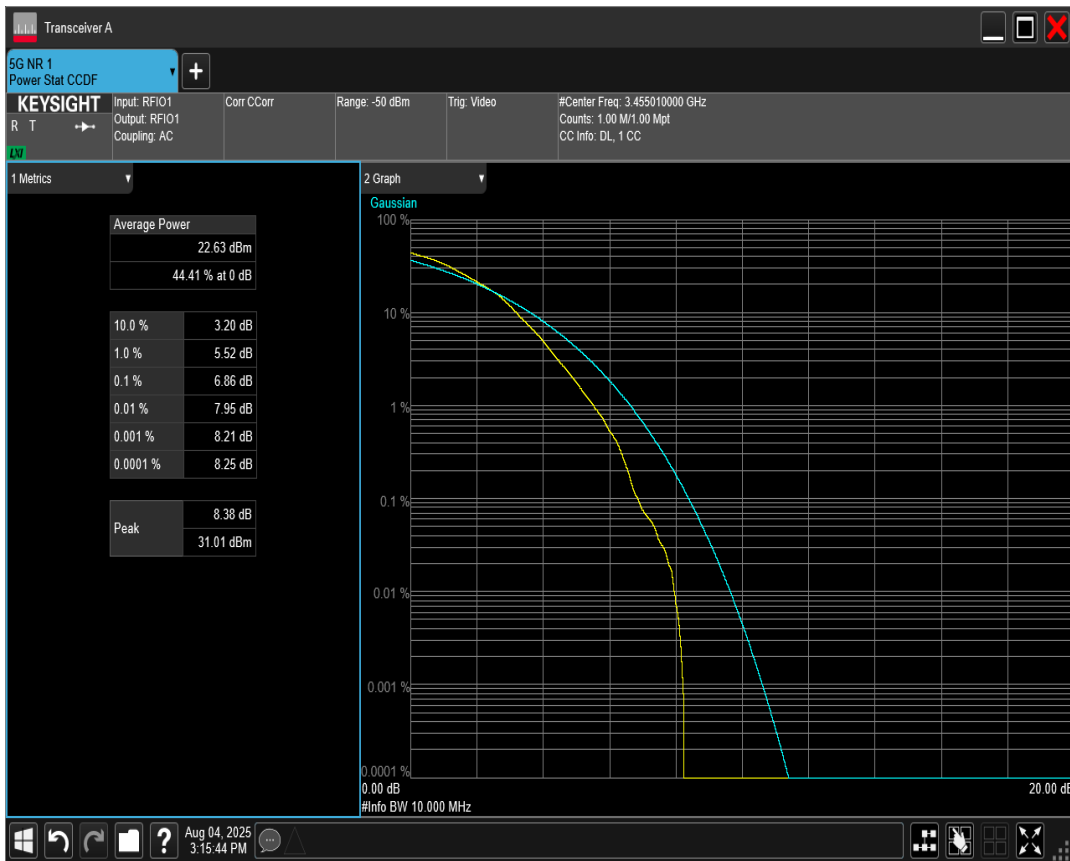 Transceiver A
5G NR 1
Power Stat CCDF
KEYSIGHT
R T
LXI
Input: RFIO1
Output: RFIO1
Coupling: AC
Corr CCorr
Range: -50 dBm
Trig: Video
#Center Freq: 3.455010000 GHz
Counts: 1.00 M/1.00 Mpt
CC Info: DL, 1 CC
1 Metrics
Average Power
22.63 dBm
44.41 % at 0 dB
10.0 % 3.20 dB
1.0 % 5.52 dB
0.1 % 6.86 dB
0.01 % 7.95 dB
0.001 % 8.21 dB
0.0001 % 8.25 dB
Peak
8.38 dB
31.01 dBm
2 Graph
Gaussian
100 %
10 %
1 %
0.1 %
0.01 %
0.001 %
0.0001 %
0.00 dB 20.00 dB
#Info BW 10.000 MHz
?
Aug 04, 2025
3:15:44 PM